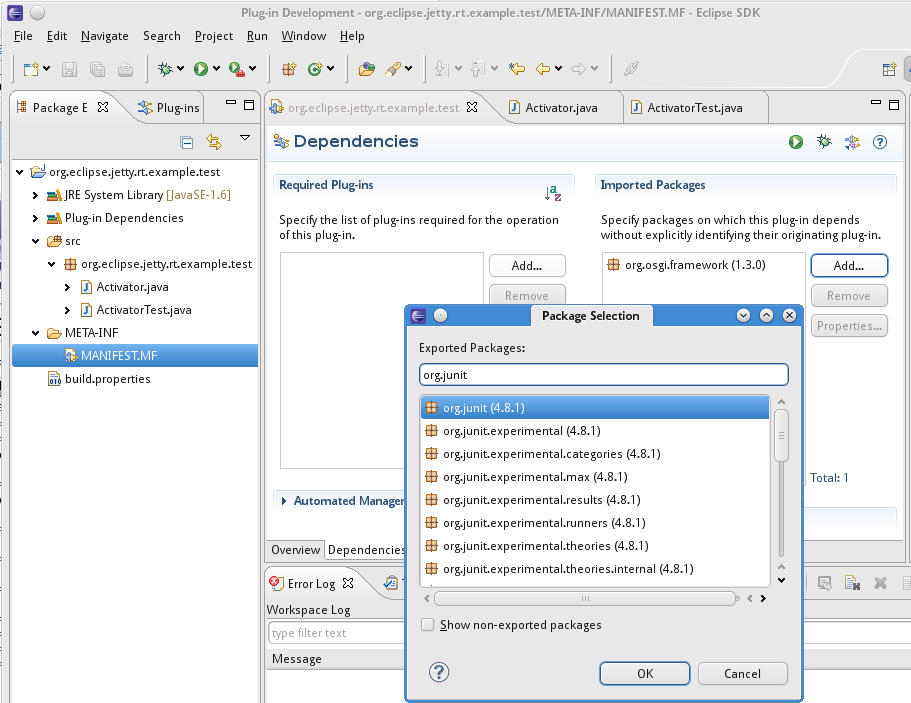 Plug-in Development - org.eclipse.jetty.rt.example.test/META-INF/MANIFEST.MF - Eclipse SDK
File Edit Navigate Search Project Run Window Help
Package E
Plug-ins
org.eclipse.jetty.rt.example.test
Activator.java
ActivatorTest.java
org.eclipse.jetty.rt.example.test
JRE System Library [JavaSE-1.6]
Plug-in Dependencies
src
org.eclipse.jetty.rt.example.test
Activator.java
ActivatorTest.java
META-INF
MANIFEST.MF
build.properties
Dependencies
Required Plug-ins
Specify the list of plug-ins required for the operation
of this plug-in.
Add...
Remove
Imported Packages
Specify packages on which this plug-in depends
without explicitly identifying their originating plug-in.
org.osgi.framework (1.3.0)
Add...
Remove
Properties...
Total: 1
Automated Manager
Overview
Dependencies
Error Log
Workspace Log
type filter text
Message
Package Selection
Exported Packages:
org.junit
org.junit (4.8.1)
org.junit.experimental (4.8.1)
org.junit.experimental.categories (4.8.1)
org.junit.experimental.max (4.8.1)
org.junit.experimental.results (4.8.1)
org.junit.experimental.runners (4.8.1)
org.junit.experimental.theories (4.8.1)
org.junit.experimental.theories.internal (4.8.1)
Show non-exported packages
OK
Cancel